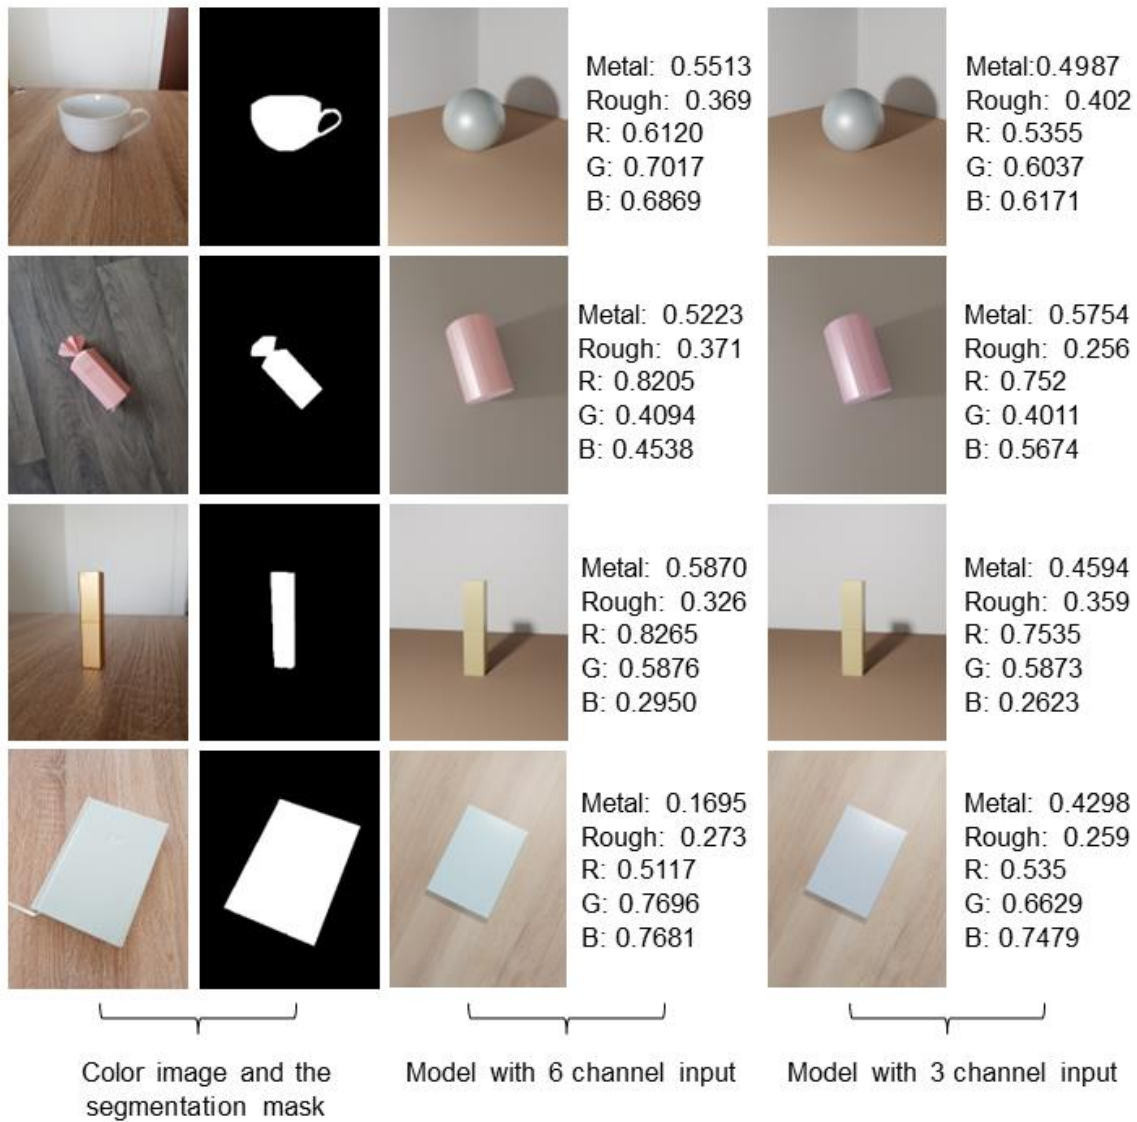 Metal: 0.5513
Rough: 0.369
R: 0.6120
G: 0.7017
B: 0.6869
Metal:0.4987
Rough: 0.402
R: 0.5355
G: 0.6037
B: 0.6171
Metal: 0.5223
Rough: 0.371
R: 0.8205
G: 0.4094
B: 0.4538
Metal: 0.5754
Rough: 0.256
R: 0.752
G: 0.4011
B: 0.5674
Metal: 0.5870
Rough: 0.326
R: 0.8265
G: 0.5876
B: 0.2950
Metal: 0.4594
Rough: 0.359
R: 0.7535
G: 0.5873
B: 0.2623
Metal: 0.1695
Rough: 0.273
R: 0.5117
G: 0.7696
B: 0.7681
Metal: 0.4298
Rough: 0.259
R: 0.535
G: 0.6629
B: 0.7479
Color image and the
segmentation mask
Model with 6 channel input
Model with 3 channel input